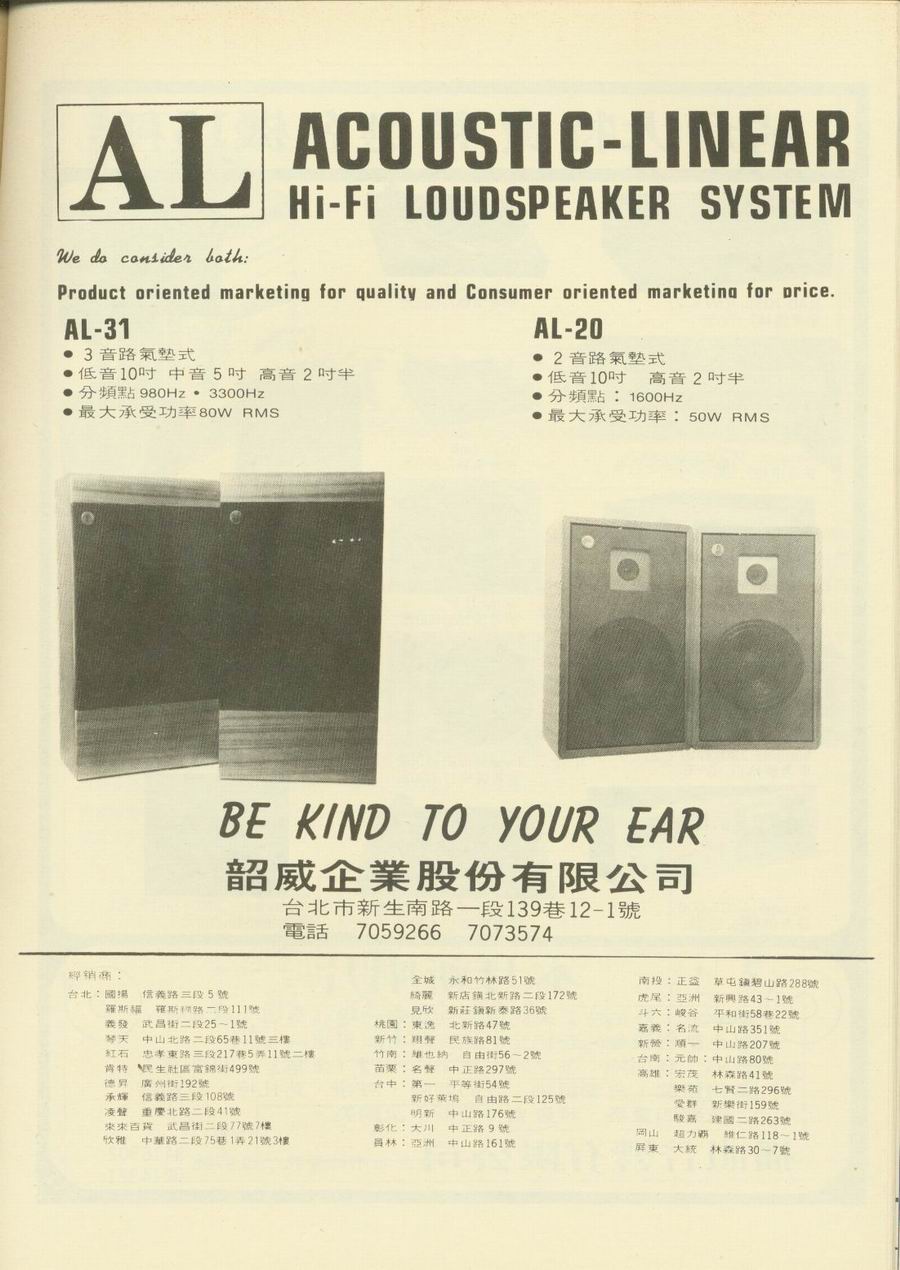 AL
ACOUSTIC-LINEAR
Hi-Fi LOUDSPEAKER SYSTEM
We do consider both:
Product oriented marketing for quality and Consumer oriented marketing for price.
AL-31
● 3音路氣墊式
● 低音10吋 中音5吋 高音2吋半
● 分頻點980Hz・3300Hz
● 最大承受功率80W RMS
AL-20
● 2音路氣墊式
● 低音10吋 高音2吋半
● 分頻點：1600Hz
● 最大承受功率：50W RMS
BE KIND TO YOUR EAR
韶威企業股份有限公司
台北市新生南路一段139巷12-1號
電話 7059266 7073574
經銷商：
台北：國揚 信義路三段5號
羅斯福 羅斯福路二段111號
義發 武昌街二段25～1號
琴天 中山北路二段65巷11號三樓
紅石 忠孝東路三段217巷5弄11號二樓
肯特 民生社區富錦街499號
德昇 廣州街192號
承輝 信義路三段108號
凌聲 重慶北路二段41號
來來百貨 武昌街二段77號7樓
欣雅 中華路二段75巷1弄21號3樓
全城 永和竹林路51號
綺麗 新店鎮北新路二段172號
見欣 新莊鎮新泰路36號
桃園：東逸 北新路47號
新竹：翔聲 民族路81號
竹南：維也納 自由街56～2號
苗栗：名聲 中正路297號
台中：第一 平等街54號
新好萊塢 自由路二段125號
明新 中山路176號
彰化：大川 中正路9號
員林：亞洲 中山路161號
南投：正益 草屯鎮碧山路288號
虎尾：亞洲 新興路43～1號
斗六：峻谷 平和街58巷22號
嘉義：名流 中山路351號
新營：順一 中山路207號
台南：元帥：中山路80號
高雄：宏茂 林森路41號
樂苑 七賢二路296號
愛群 新樂街159號
駿嘉 建國二路263號
岡山 超力霸 維仁路118～1號
屏東 大統 林森路30～7號